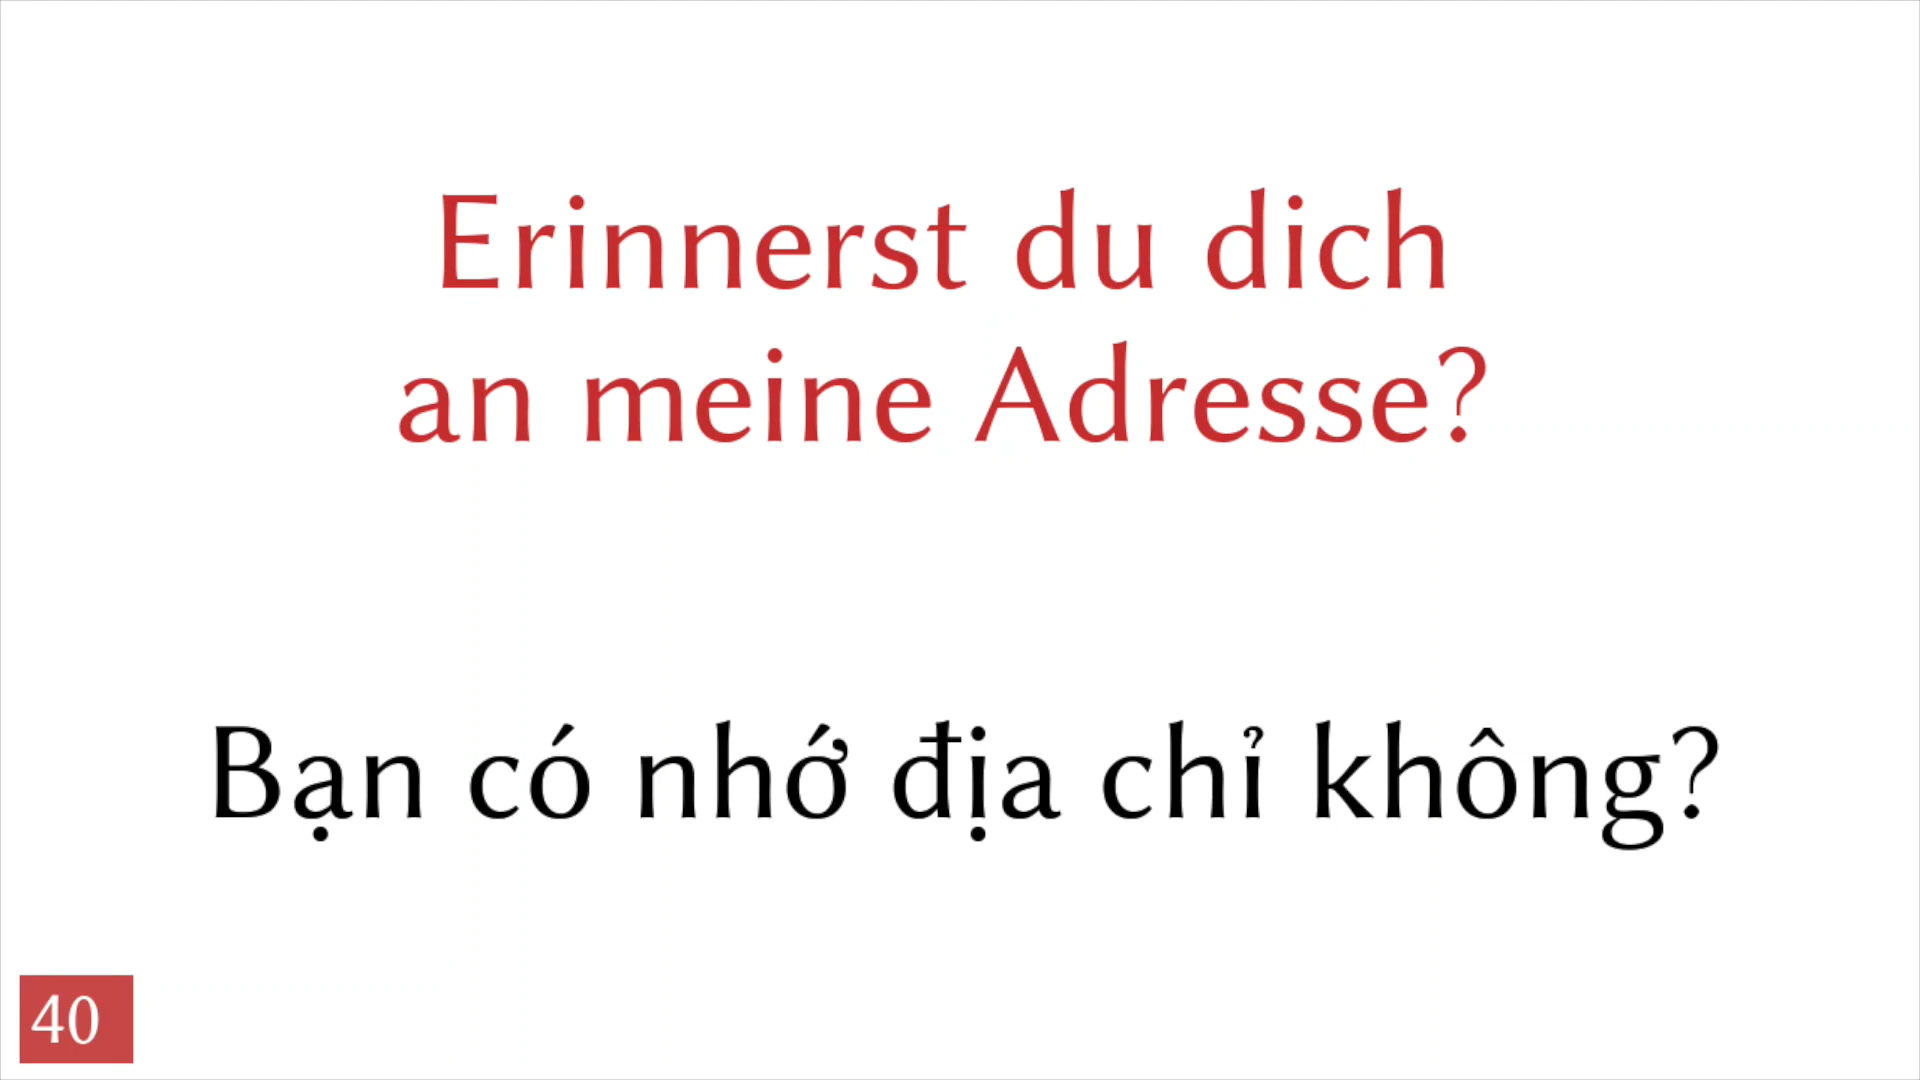 Erinnerst du dich
an meine Adresse?
Bạn có nhớ địa chỉ không?
40